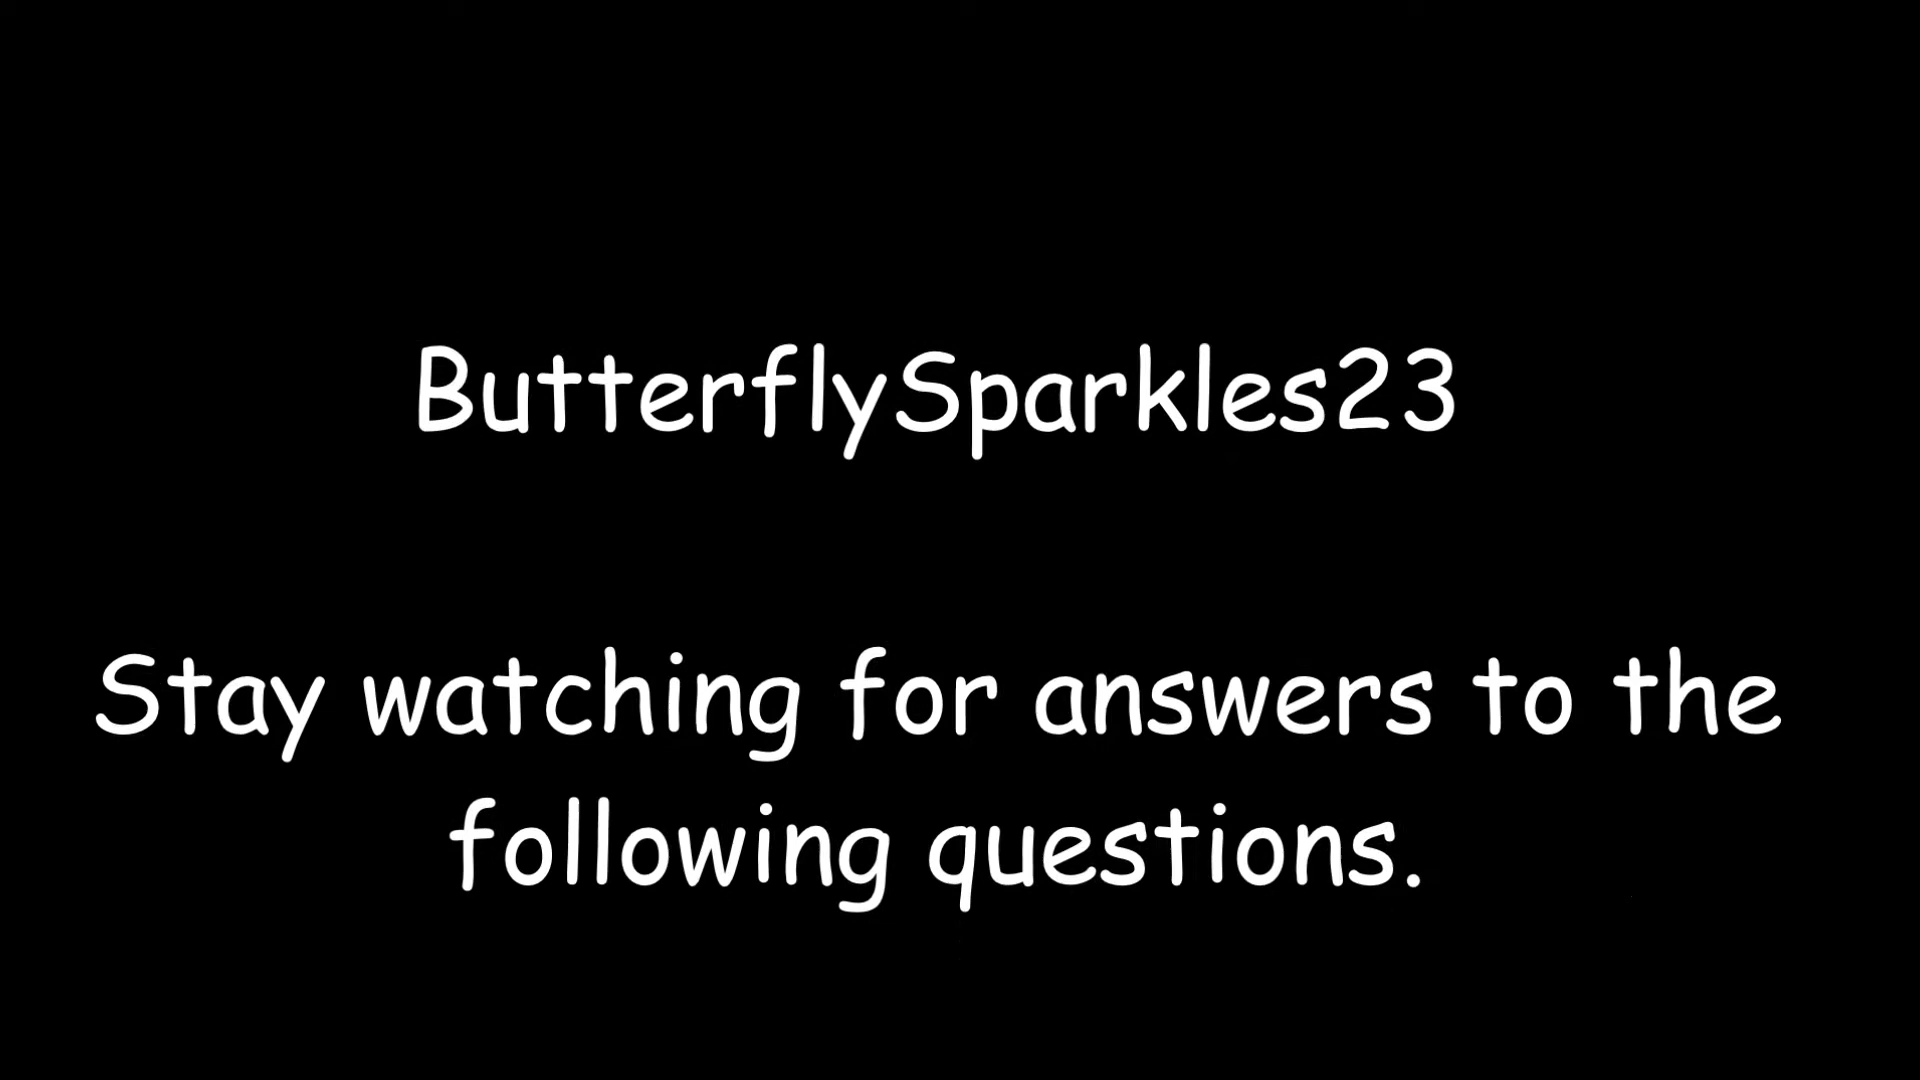 ButterflySparkles23
Stay watching for answers to the
following questions.